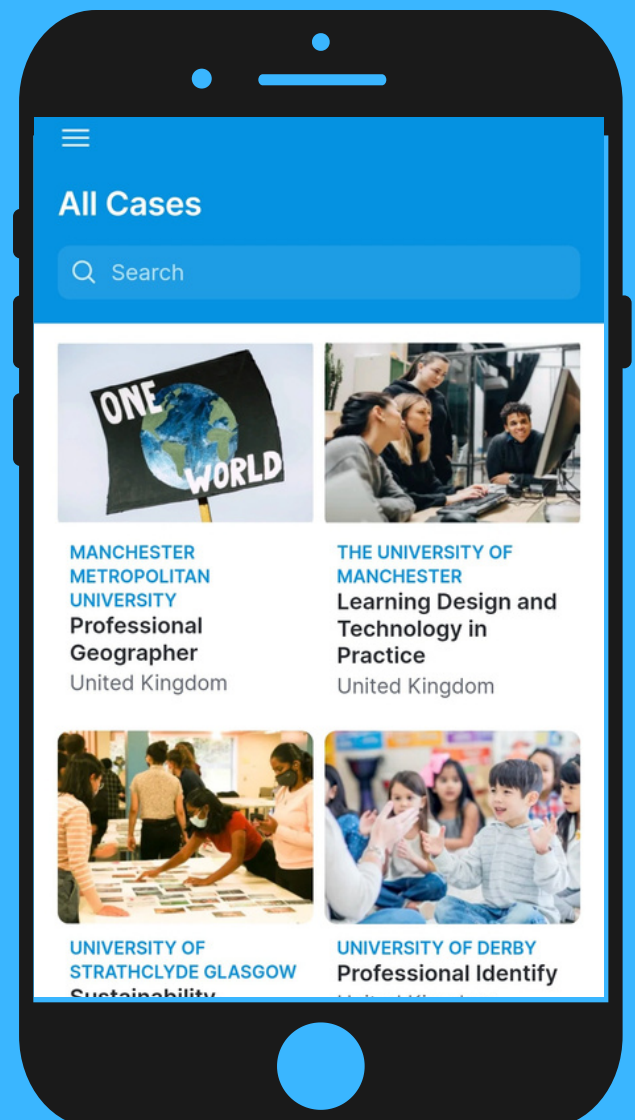 All Cases
Search
ONE
WORLD
MANCHESTER
METROPOLITAN
UNIVERSITY
Professional
Geographer
United Kingdom
THE UNIVERSITY OF
MANCHESTER
Learning Design and
Technology in
Practice
United Kingdom
UNIVERSITY OF
STRATHCLYDE GLASGOW
Sustainability
UNIVERSITY OF DERBY
Professional Identify